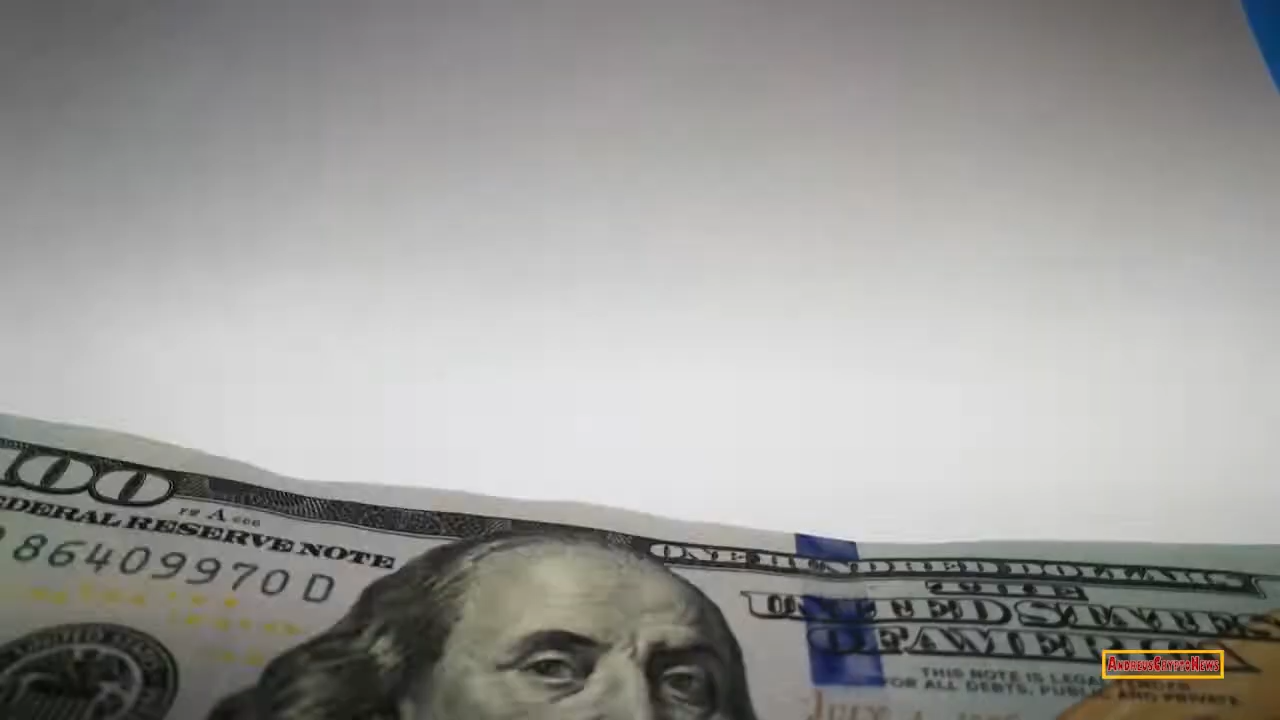 100
FEDERAL RESERVE NOTE
86409970D
ONE HUNDRED DOLLARS
THE
UNITED STATES
OF AMERICA
THIS NOTE IS LEGAL TENDER
FOR ALL DEBTS, PUBLIC AND PRIVATE
ANDREUSCRYPTONEWS